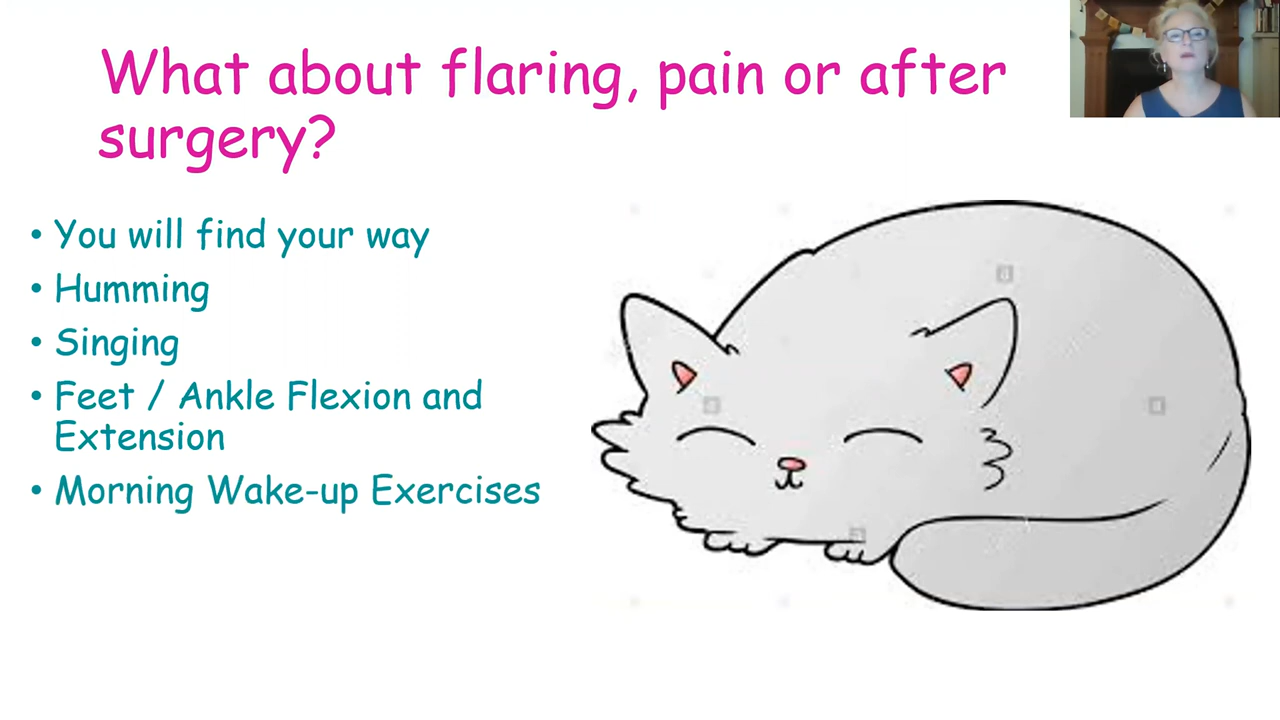 What about flaring, pain or after
surgery?
• You will find your way
• Humming
• Singing
• Feet / Ankle Flexion and
Extension
• Morning Wake-up Exercises